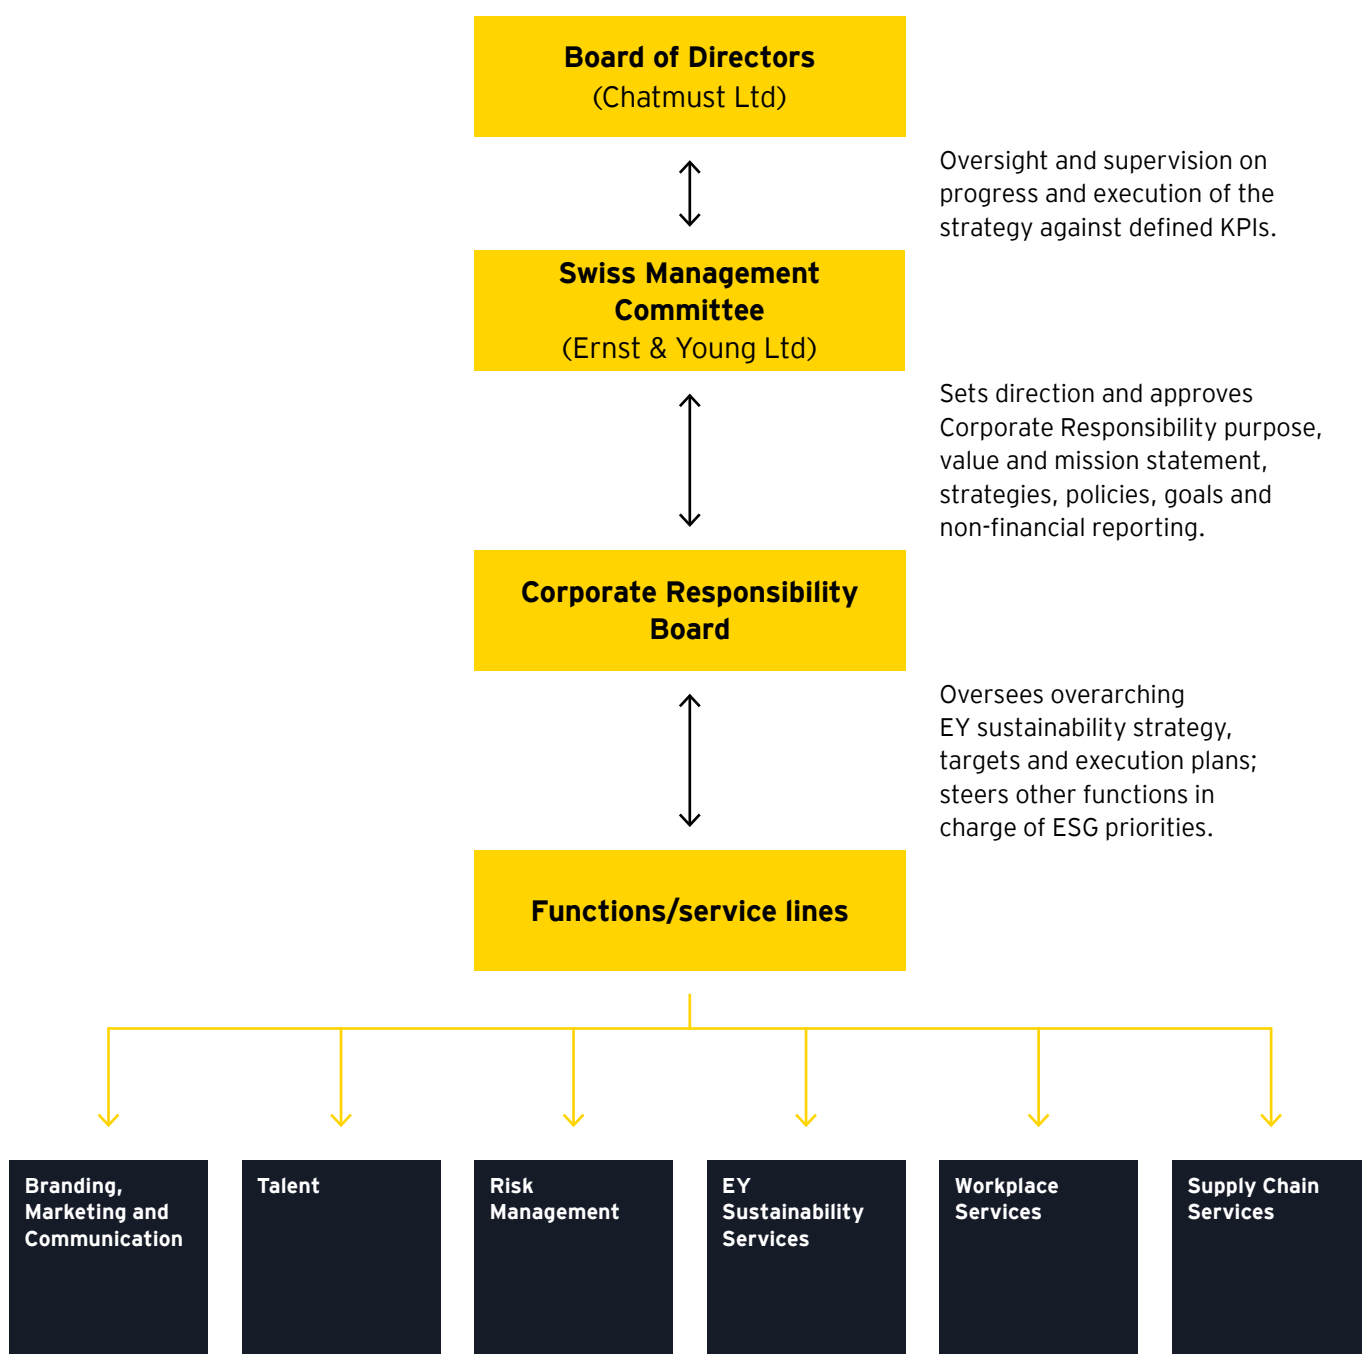 Board of Directors
(Chatmust Ltd)
Oversight and supervision on
progress and execution of the
strategy against defined KPIs.
Swiss Management
Committee
(Ernst & Young Ltd)
Sets direction and approves
Corporate Responsibility purpose,
value and mission statement,
strategies, policies, goals and
non-financial reporting.
Corporate Responsibility
Board
Oversees overarching
EY sustainability strategy,
targets and execution plans;
steers other functions in
charge of ESG priorities.
Functions/service lines
Branding,
Marketing and
Communication
Talent
Risk
Management
EY
Sustainability
Services
Workplace
Services
Supply Chain
Services